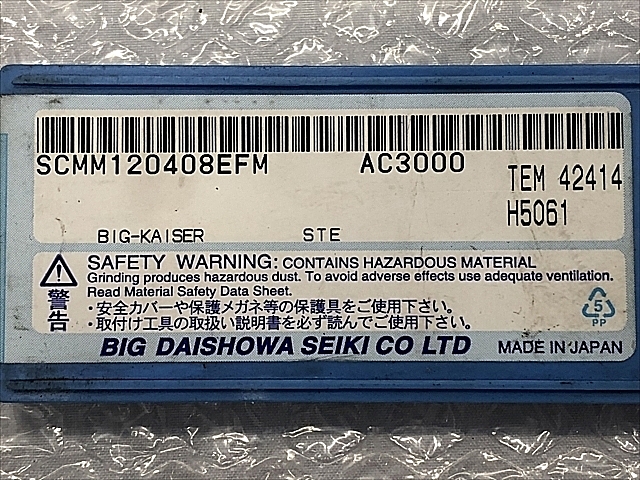 SCMM120408EFM AC3000
TEM 42414
H5061
BIG-KAISER STE
SAFETY WARNING: CONTAINS HAZARDOUS MATERIAL
Grinding produces hazardous dust. To avoid adverse effects use adequate ventilation.
Read Material Safety Data Sheet.
警告
・安全カバーや保護メガネ等の保護具をご使用下さい。
・取付け工具の取扱い説明書を必ず読んでご使用下さい。
5
PP
BIG DAISHOWA SEIKI CO LTD MADE IN JAPAN